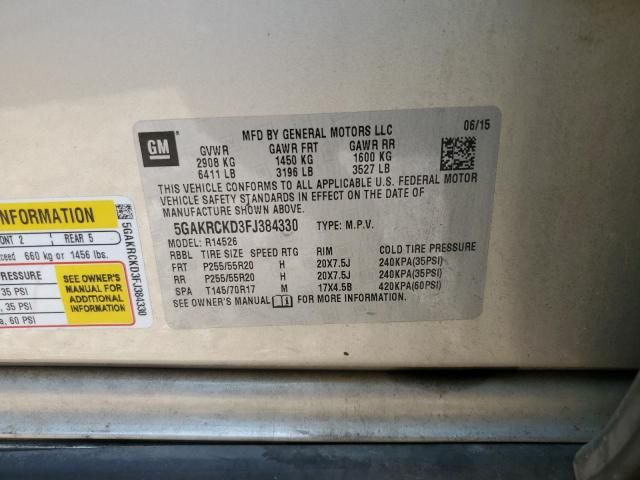 GM
MFD BY GENERAL MOTORS LLC
06/15
GVWR GAWR FRT GAWR RR
2908 KG 1450 KG 1600 KG
6411 LB 3196 LB 3527 LB
THIS VEHICLE CONFORMS TO ALL APPLICABLE U.S. FEDERAL MOTOR
VEHICLE SAFETY STANDARDS IN EFFECT ON THE DATE OF
MANUFACTURE SHOWN ABOVE.
5GAKRCKD3FJ384330 TYPE: M.P.V.
MODEL: R14526
RBBL TIRE SIZE SPEED RTG RIM COLD TIRE PRESSURE
FRT P255/55R20 H 20X7.5J 240KPA(35PSI)
RR P255/55R20 H 20X7.5J 240KPA(35PSI)
SPA T145/70R17 M 17X4.5B 420KPA(60PSI)
SEE OWNER'S MANUAL FOR MORE INFORMATION.
INFORMATION
ONT 2 REAR 5
xceed 660 kg or 1456 lbs.
PRESSURE
35 PSI
, 35 PSI
a, 60 PSI
SEE OWNER'S
MANUAL FOR
ADDITIONAL
INFORMATION
5GAKRCKD3FJ384330